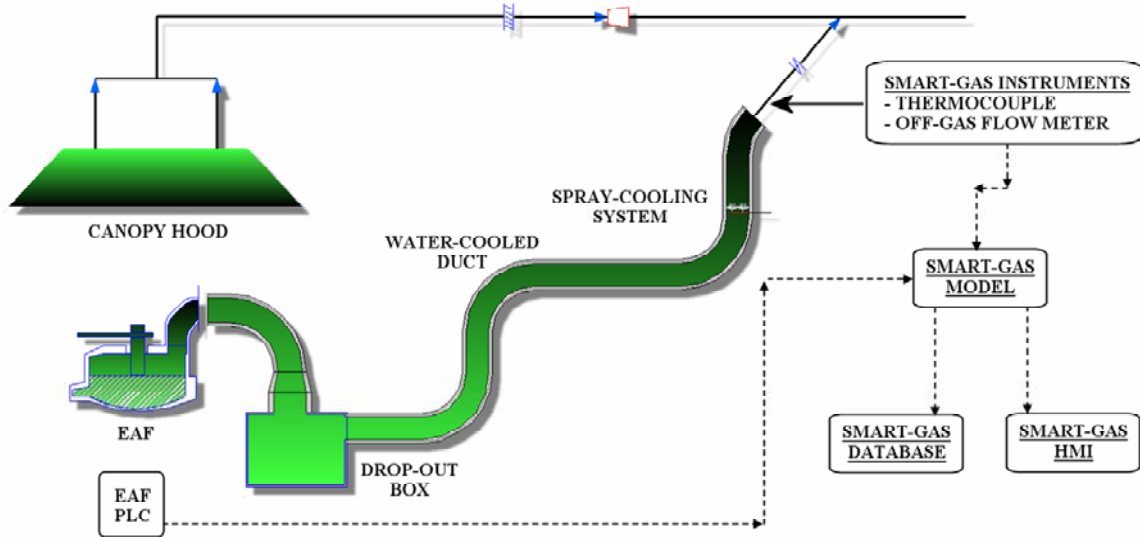 SMART-GAS INSTRUMENTS
- THERMOCOUPLE
- OFF-GAS FLOW METER
SPRAY-COOLING
SYSTEM
CANOPY HOOD
WATER-COOLED
DUCT
SMART-GAS
MODEL
EAF
SMART-GAS
DATABASE
SMART-GAS
HMI
DROP-OUT
BOX
EAF
PLC